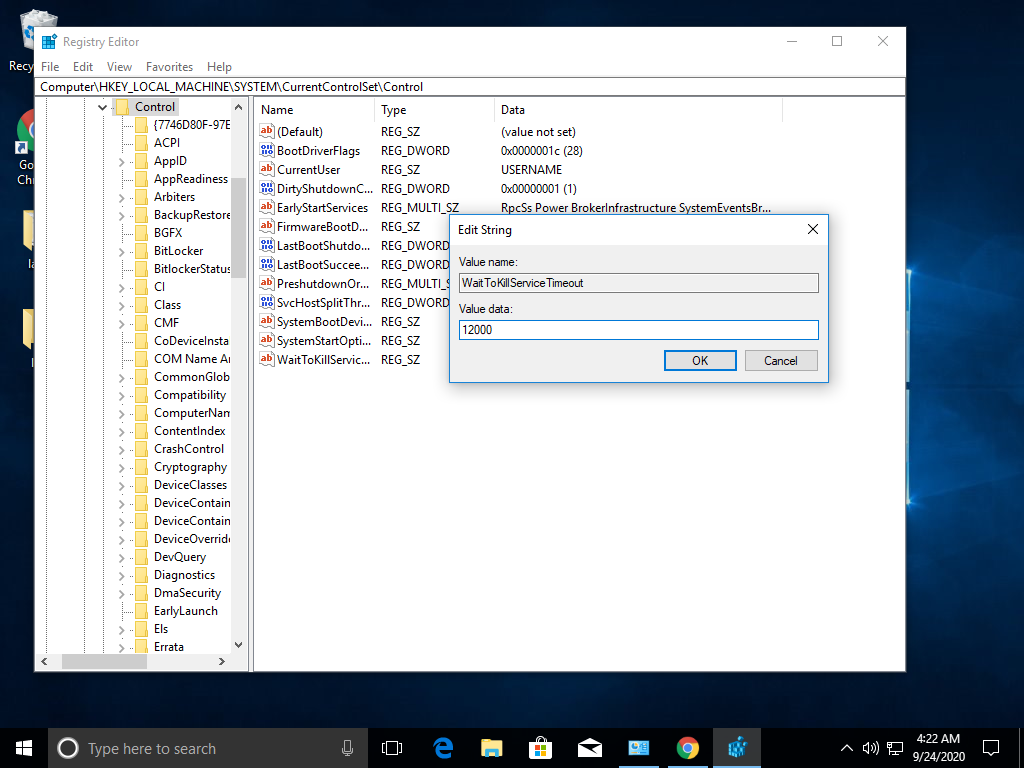 Recy
Go
Chr
la
Registry Editor
File Edit View Favorites Help
Computer\HKEY_LOCAL_MACHINE\SYSTEM\CurrentControlSet\Control
Control
{7746D80F-97E
ACPI
AppID
AppReadiness
Arbiters
BackupRestore
BGFX
BitLocker
BitlockerStatus
CI
Class
CMF
CoDeviceInsta
COM Name Ar
CommonGlob
Compatibility
ComputerNam
ContentIndex
CrashControl
Cryptography
DeviceClasses
DeviceContain
DeviceContain
DeviceOverride
DevQuery
Diagnostics
DmaSecurity
EarlyLaunch
Els
Errata
Name Type Data
(Default) REG_SZ (value not set)
BootDriverFlags REG_DWORD 0x0000001c (28)
CurrentUser REG_SZ USERNAME
DirtyShutdownC... REG_DWORD 0x00000001 (1)
EarlyStartServices REG_MULTI_SZ RpcSs Power BrokerInfrastructure SystemEventsBr...
FirmwareBootD... REG_SZ
LastBootShutdo... REG_DWORD
LastBootSuccee... REG_DWORD
PreshutdownOr... REG_MULTI_S
SvcHostSplitThr... REG_DWORD
SystemBootDevi... REG_SZ
SystemStartOpti... REG_SZ
WaitToKillServic... REG_SZ
Edit String
Value name:
WaitToKillServiceTimeout
Value data:
12000
OK Cancel
Type here to search
4:22 AM
9/24/2020